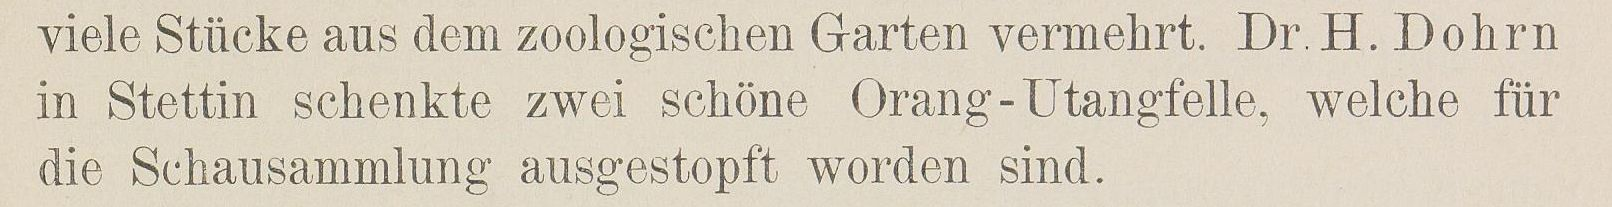 viele Stücke aus dem zoologischen Garten vermehrt. Dr. H. Dohrn
in Stettin schenkte zwei schöne Orang-Utangfelle, welche für
die Schausammlung ausgestopft worden sind.